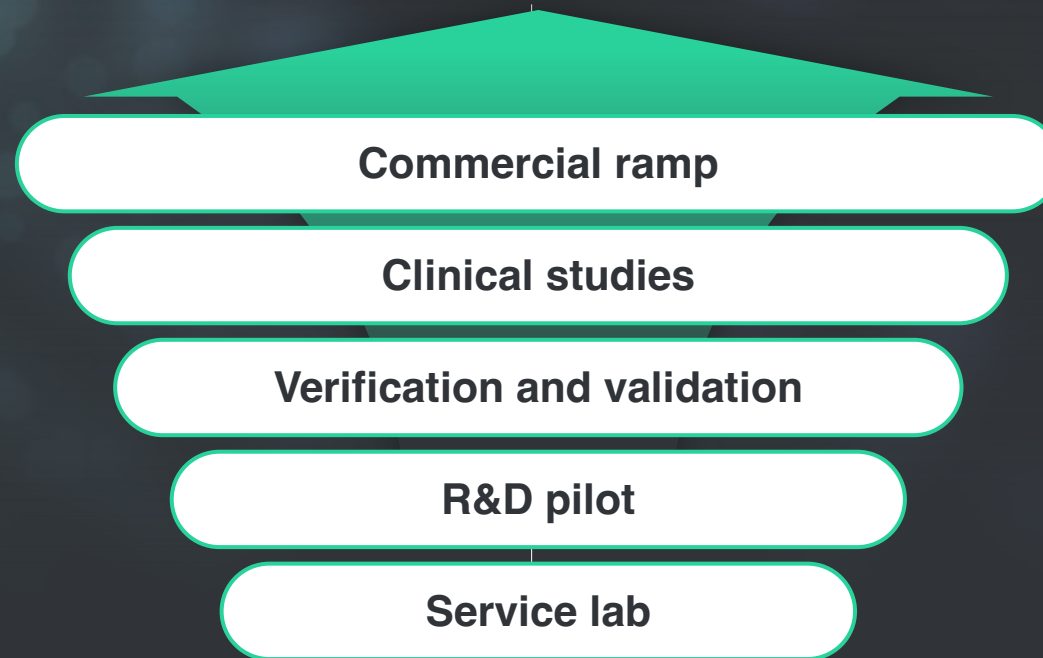 Commercial ramp
Clinical studies
Verification and validation
R&D pilot
Service lab